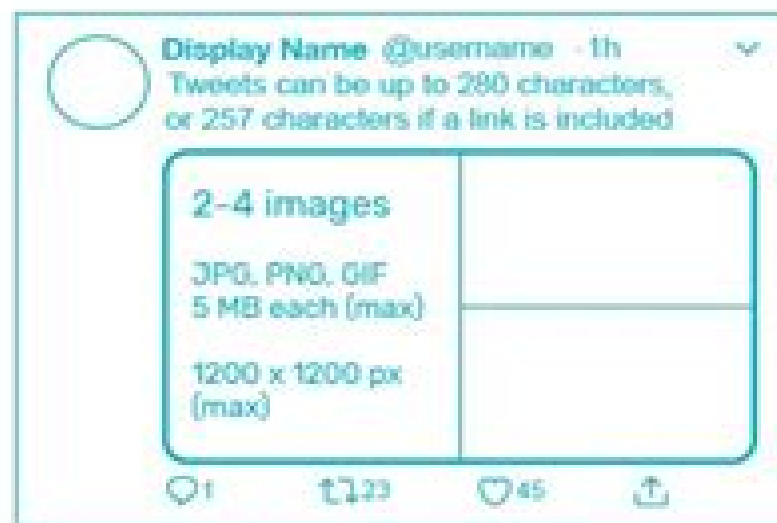 Display Name @username · 1h
Tweets can be up to 280 characters,
or 257 characters if a link is included
2-4 images
JPG, PNG, GIF
5 MB each (max)
1200 x 1200 px
(max)
1 23 45